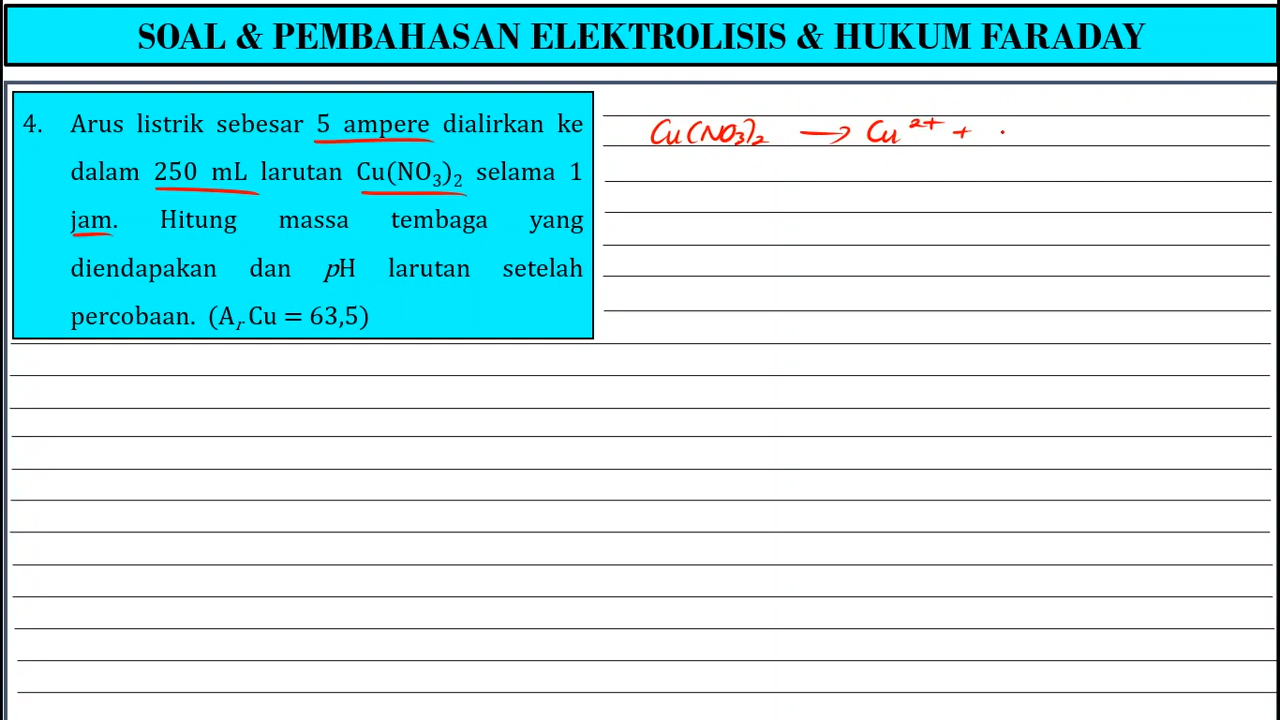 SOAL & PEMBAHASAN ELEKTROLISIS & HUKUM FARADAY
4. Arus listrik sebesar 5 ampere dialirkan ke
dalam 250 mL larutan Cu(NO₃)₂ selama 1
jam. Hitung massa tembaga yang
diendapakan dan pH larutan setelah
percobaan. (Aᵣ Cu = 63,5)
Cu(NO3)₂ → Cu²⁺ +